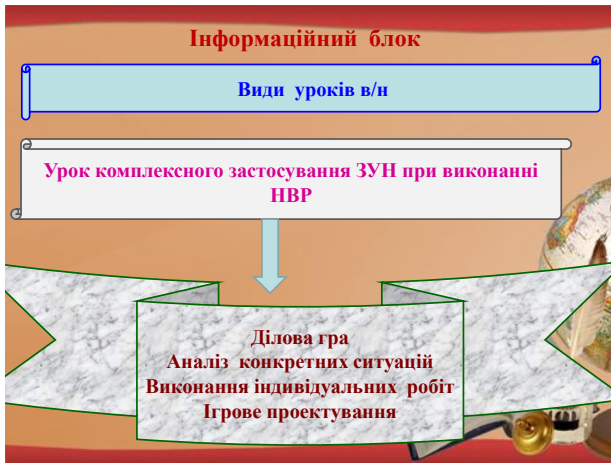 Інформаційний блок
Види уроків в/н
Урок комплексного застосування ЗУН при виконанні
НВР
Ділова гра
Аналіз конкретних ситуацій
Виконання індивідуальних робіт
Ігрове проектування